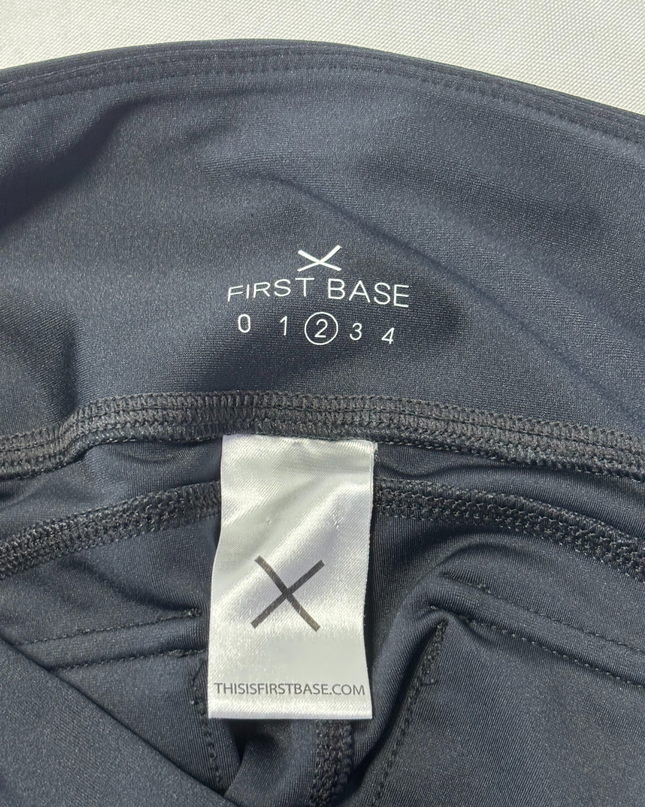 FIRST BASE
0 1 2 3 4
THISISFIRSTBASE.COM